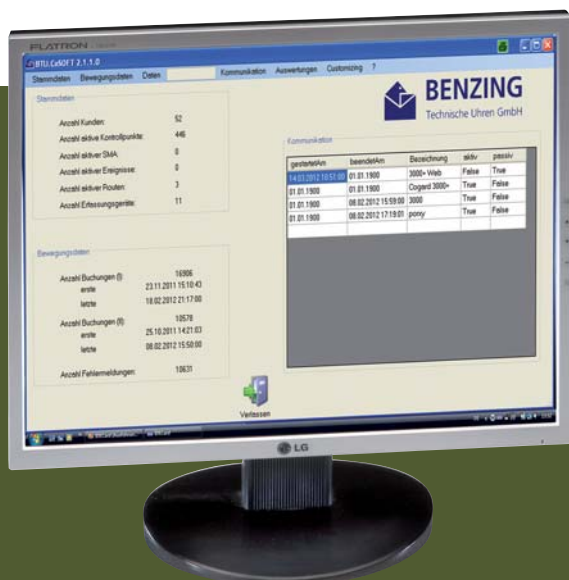 FLATRON
BTU.CxSOFT 2.1.1.0
Stammdaten Bewegungsdaten Daten Kommunikation Auswertungen Customizing ?
BENZING
Technische Uhren GmbH
Stammdaten
Anzahl Kunden: 52
Anzahl aktive Kontrollpunkte: 446
Anzahl aktiver SMA: 0
Anzahl aktiver Ereignisse: 0
Anzahl aktiver Routen: 3
Anzahl Erfassungsgeräte: 11
Kommunikation
gestartetAm beendetAm Bezeichnung aktiv passiv
14.03.2012 10:51:00 01.01.1900 3000+ Web False True
01.01.1900 01.01.1900 Cogard 3000+ True False
01.01.1900 08.02.2012 15:59:00 3000 True False
01.01.1900 08.02.2012 17:19:01 pony True False
Bewegungsdaten
Anzahl Buchungen (I) 16906
erste 23.11.2011 15:10:43
letzte 18.02.2012 21:17:00
Anzahl Buchungen (II) 10578
erste 25.10.2011 14:21:03
letzte 08.02.2012 15:50:00
Anzahl Fehlermeldungen: 10631
Verlassen
LG